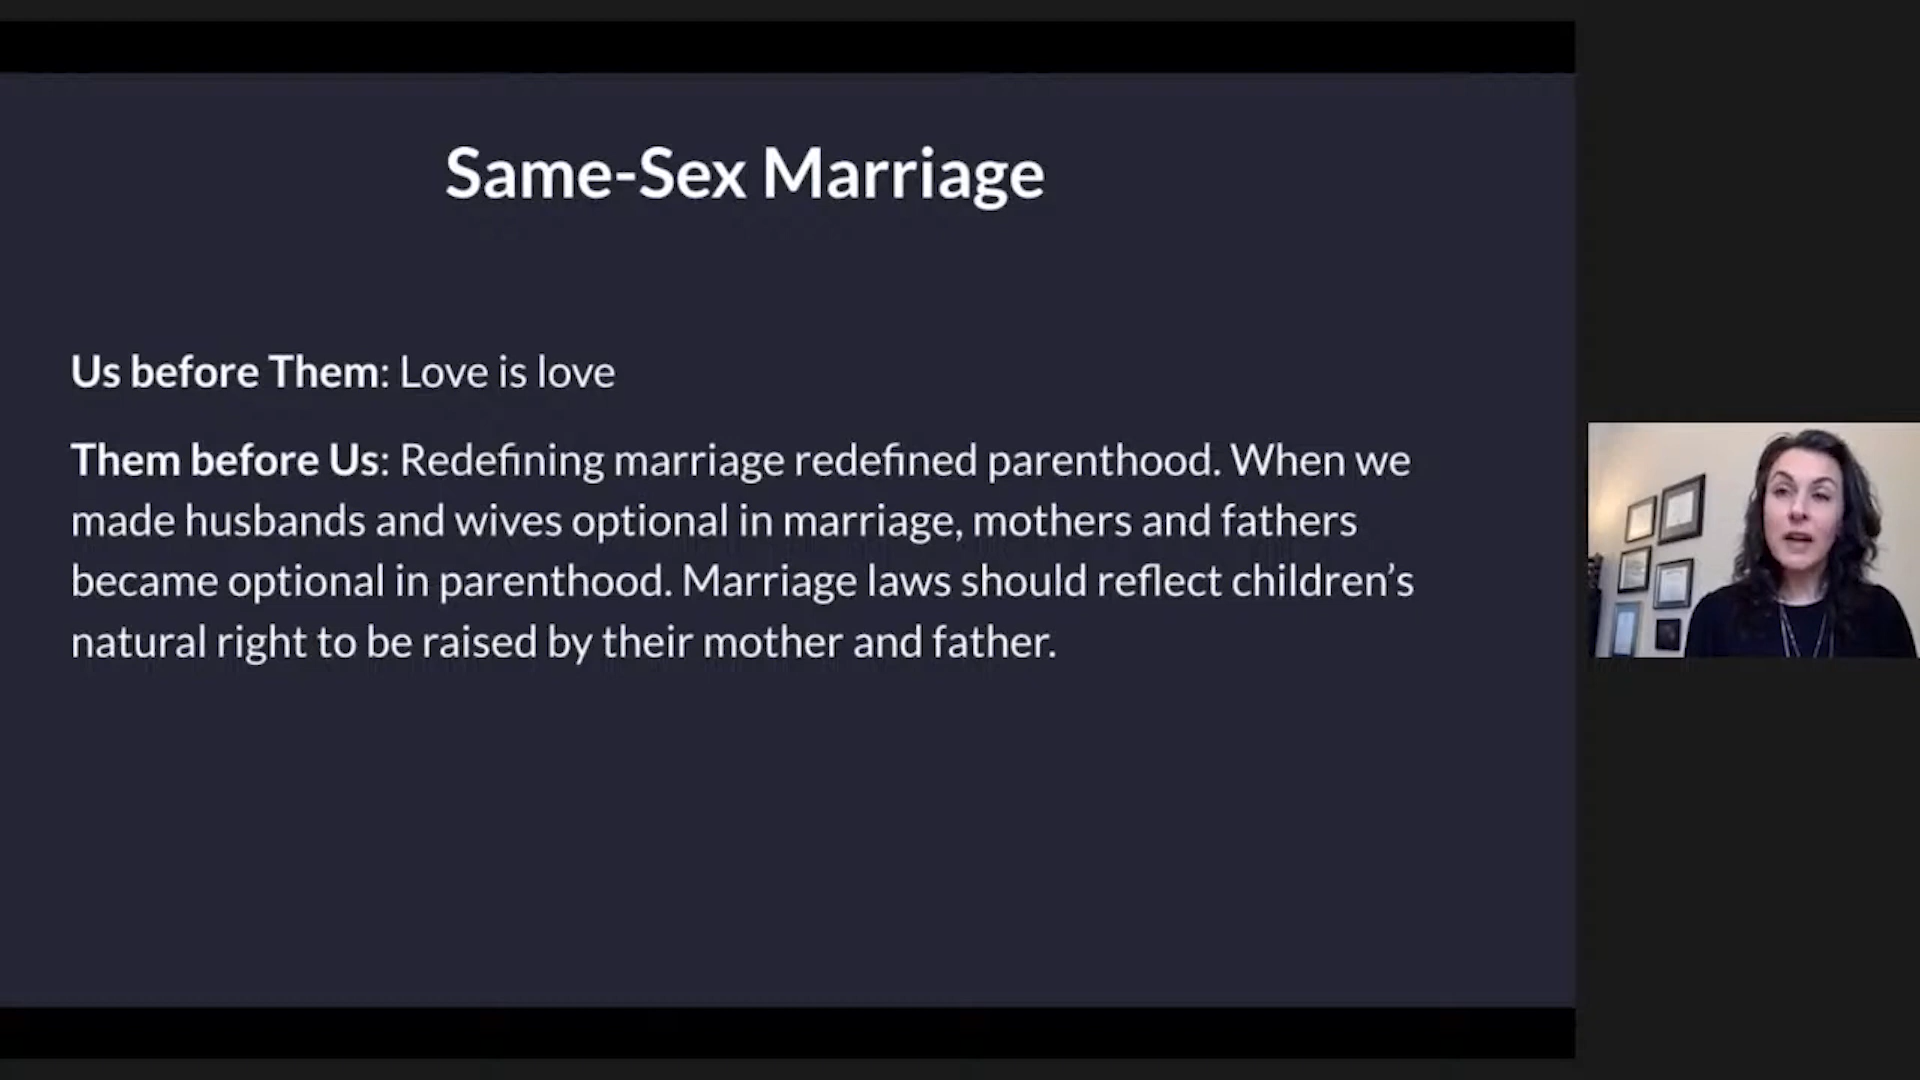 Same-Sex Marriage
Us before Them: Love is love
Them before Us: Redefining marriage redefined parenthood. When we
made husbands and wives optional in marriage, mothers and fathers
became optional in parenthood. Marriage laws should reflect children’s
natural right to be raised by their mother and father.